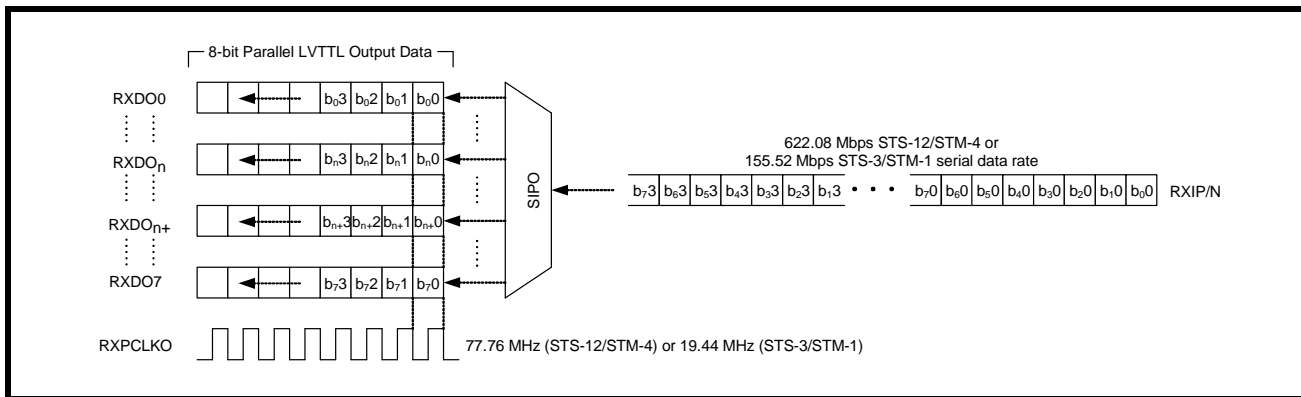 8-bit Parallel LVTTL Output Data
RXDO0
b₀3 b₀2 b₀1 b₀0
RXDOn
bₙ3 bₙ2 bₙ1 bₙ0
RXDOn+
bₙ₊3 bₙ₊2 bₙ₊1 bₙ₊0
RXDO7
b₇3 b₇2 b₇1 b₇0
RXPCLKO
77.76 MHz (STS-12/STM-4) or 19.44 MHz (STS-3/STM-1)
SIPO
622.08 Mbps STS-12/STM-4 or
155.52 Mbps STS-3/STM-1 serial data rate
b₇3 b₆3 b₅3 b₄3 b₃3 b₂3 b₁3 • • • b₇0 b₆0 b₅0 b₄0 b₃0 b₂0 b₁0 b₀0 RXIP/N